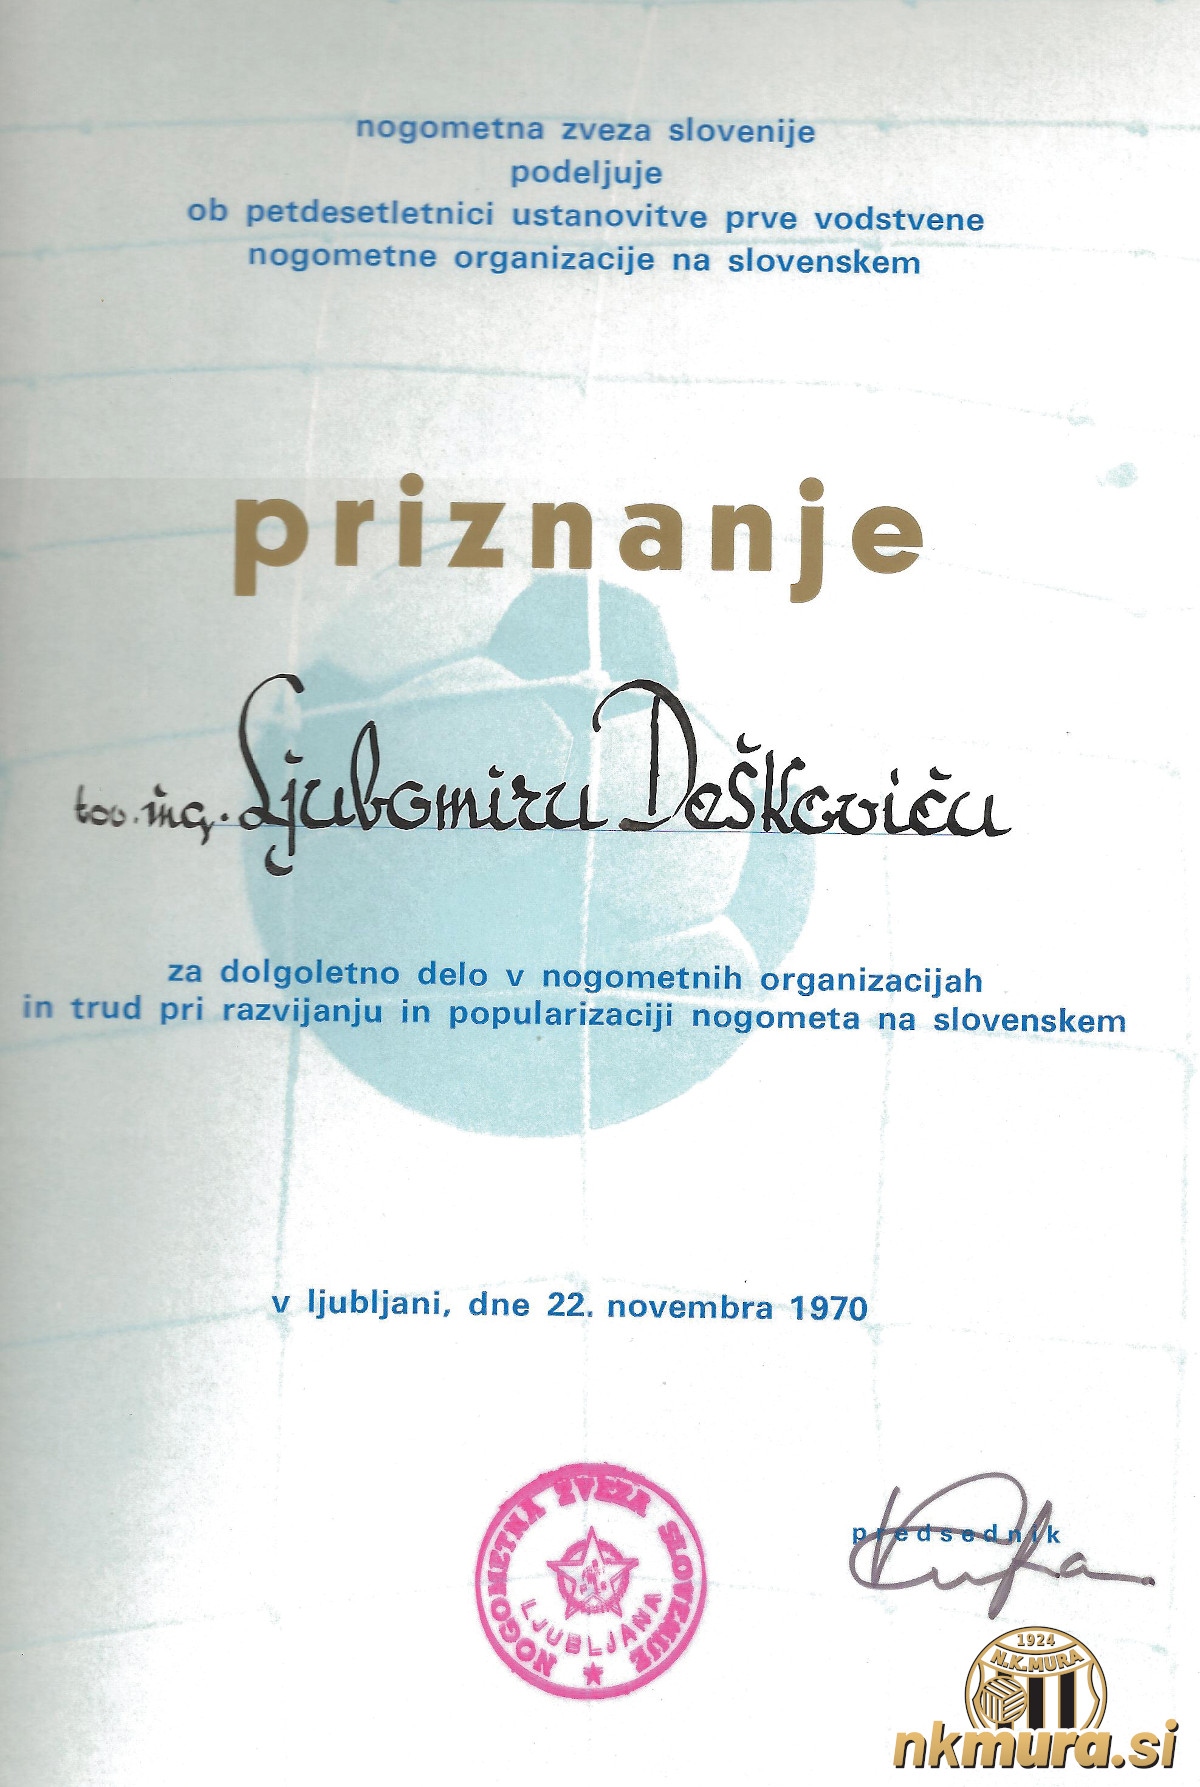 nogometna zveza slovenije
podeljuje
ob petdesetletnici ustanovitve prve vodstvene
nogometne organizacije na slovenskem
priznanje
tov. ing. Ljubomiru Doškoviču
za dolgoletno delo v nogometnih organizacijah
in trud pri razvijanju in popularizaciji nogometa na slovenskem
v ljubljani, dne 22. novembra 1970
NOGOMETNA ZVEZA SLOVENIJE
LJUBLJANA
predsednik
1924
N.K.MURA
nkmura.si